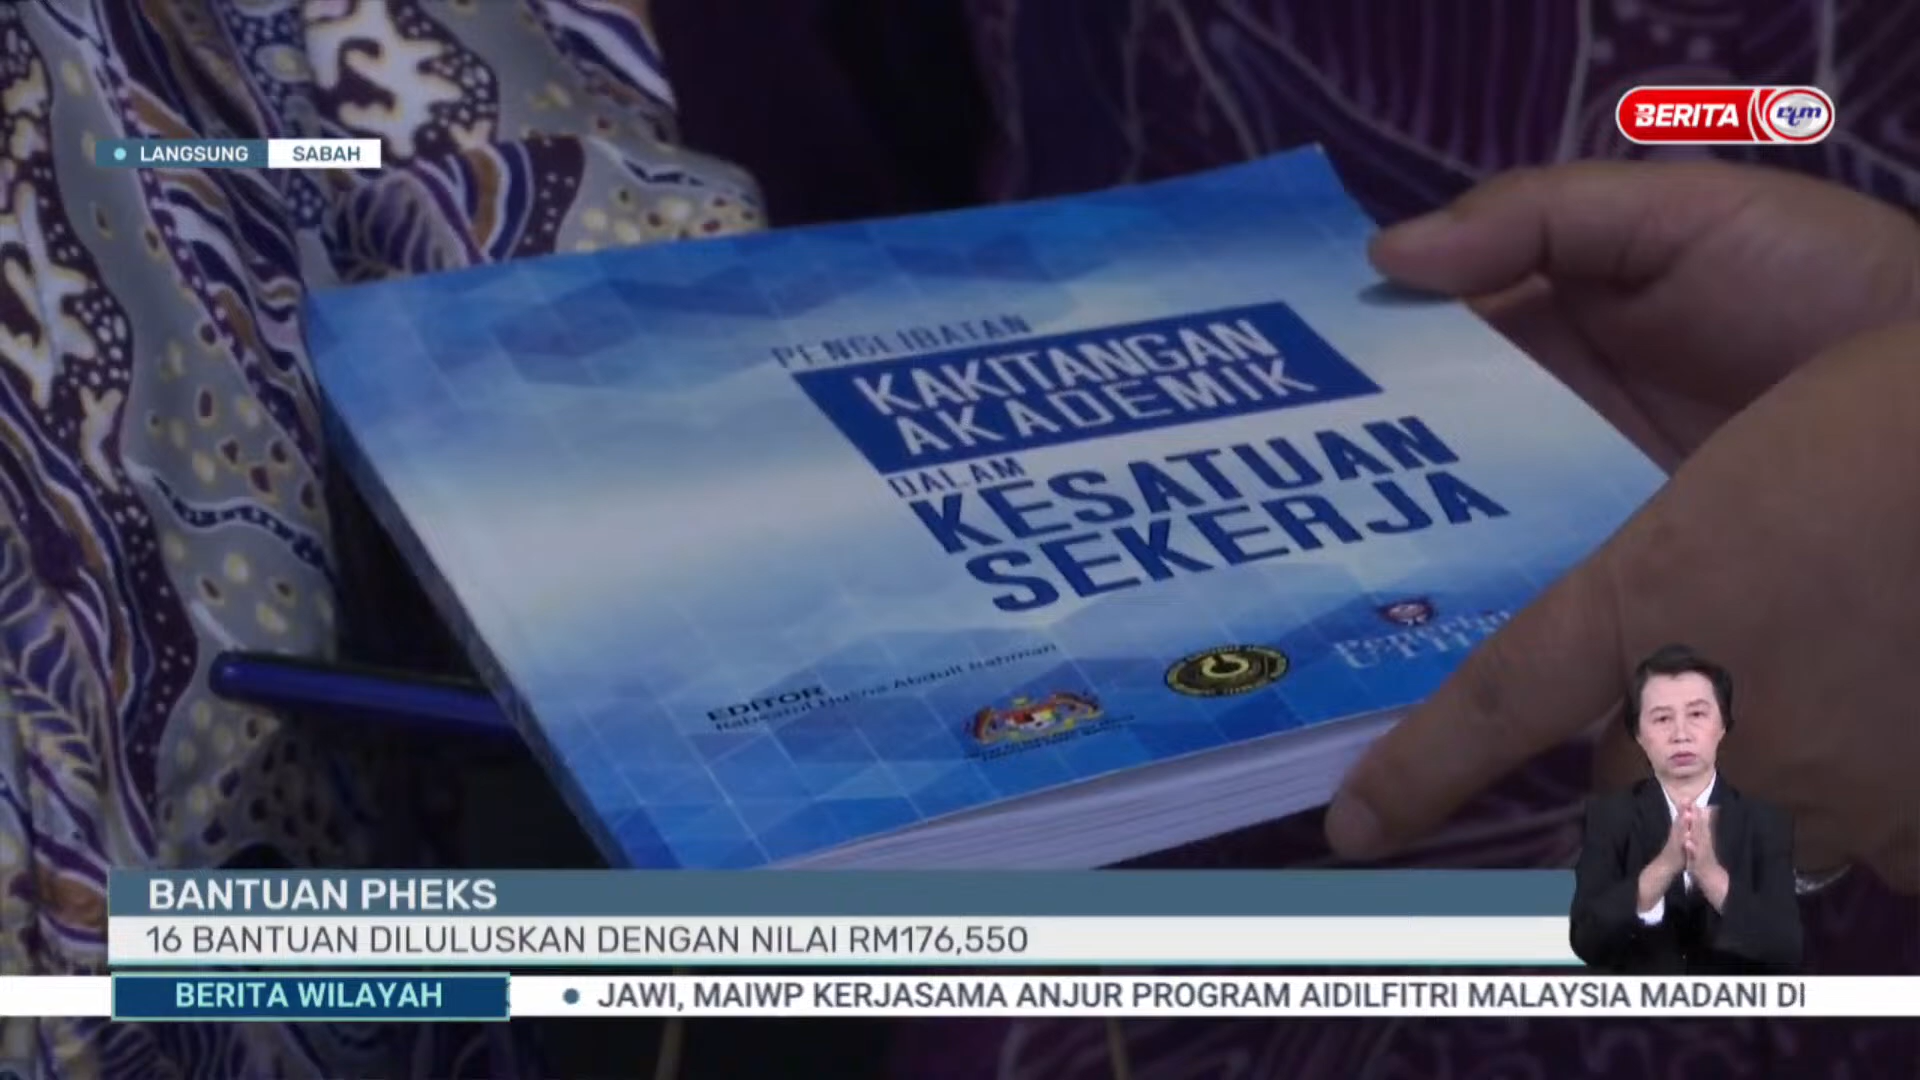 BERITA rtm
LANGSUNG SABAH
PENGLIBATAN
KAKITANGAN
AKADEMIK
DALAM
KESATUAN
SEKERJA
EDITOR
Rahman
BANTUAN PHEKS
16 BANTUAN DILULUSKAN DENGAN NILAI RM176,550
BERITA WILAYAH
• JAWI, MAIWP KERJASAMA ANJUR PROGRAM AIDILFITRI MALAYSIA MADANI DI